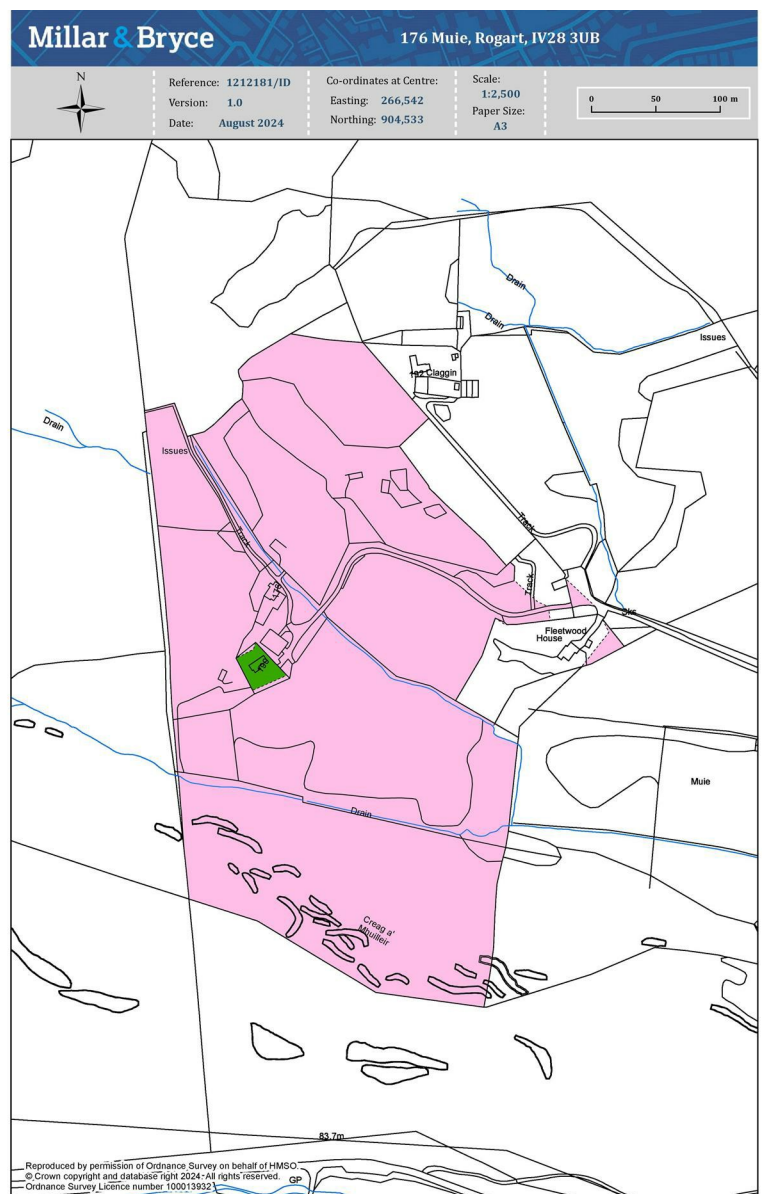 Millar & Bryce
176 Muie, Rogart, IV28 3UB
N
Reference: 1212181/ID
Version: 1.0
Date: August 2024
Co-ordinates at Centre:
Easting: 266,542
Northing: 904,533
Scale:
1:2,500
Paper Size:
A3
0 50 100 m
Drain
Drain
Issues
192 Claggin
Drain
Issues
Track
Track
Track
Fleetwood
House
Muie
Drain
Creag a'
Mhuilleir
83.7m
Reproduced by permission of Ordnance Survey on behalf of HMSO.
© Crown copyright and database right 2024. All rights reserved.
Ordnance Survey Licence number 100013932
GP